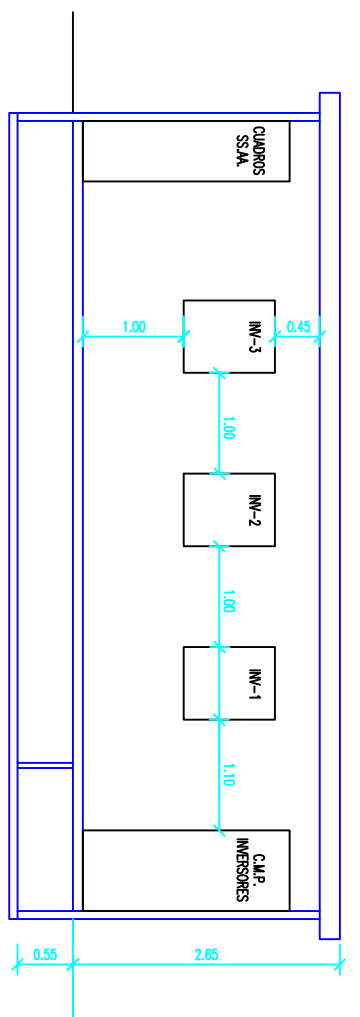 CUADROS
SS.AA.
INV-3
INV-2
INV-1
C.M.P.
INVERSORES
1.00
0.45
1.00
1.00
1.10
0.55
2.65